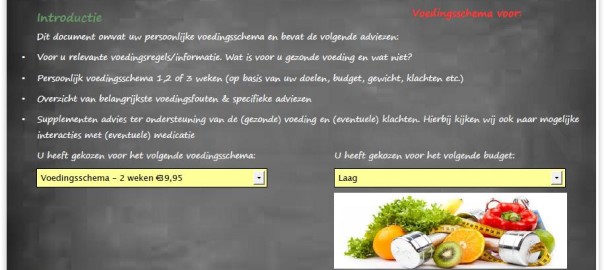 Introductie
Voedingsschema voor:
Dit document omvat uw persoonlijke voedingsschema en bevat de volgende adviezen:
• Voor u relevante voedingsregels/informatie. Wat is voor u gezonde voeding en wat niet?
• Persoonlijk voedingsschema 1,2 of 3 weken (op basis van uw doelen, budget, gewicht, klachten etc.)
• Overzicht van belangrijkste voedingsfouten & specifieke adviezen
• Supplementen advies ter ondersteuning van de (gezonde) voeding en (eventuele) klachten. Hierbij kijken wij ook naar mogelijke
interacties met (eventuele) medicatie
U heeft gekozen voor het volgende voedingsschema:
U heeft gekozen voor het volgende budget:
Voedingsschema - 2 weken €39,95
Laag